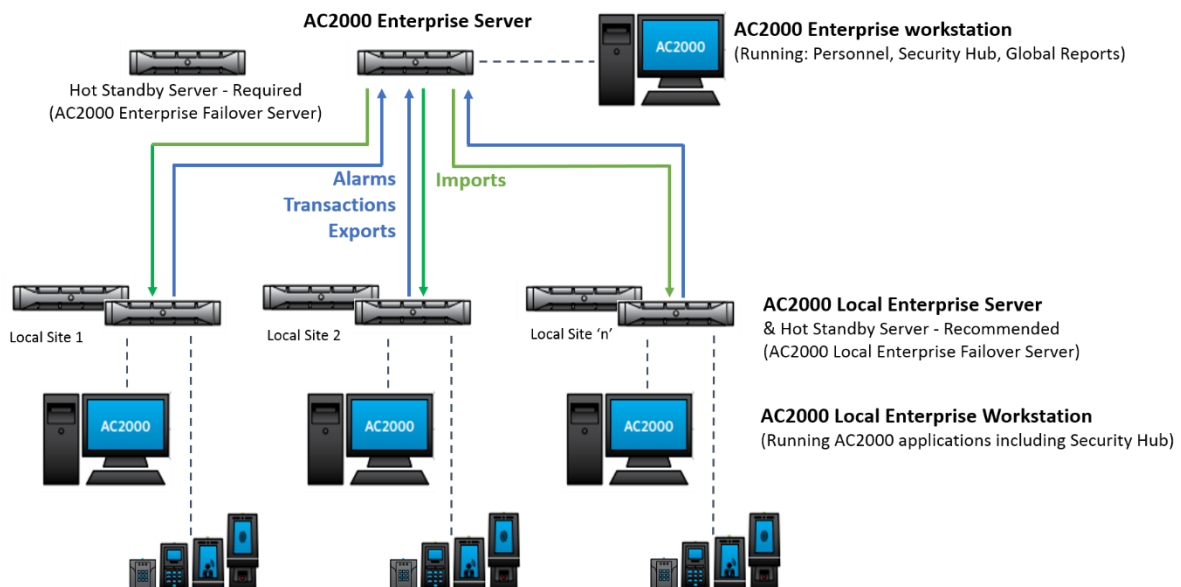 AC2000 Enterprise Server
AC2000 Enterprise workstation
(Running: Personnel, Security Hub, Global Reports)
AC2000
Hot Standby Server - Required
(AC2000 Enterprise Failover Server)
Alarms
Transactions
Exports
Imports
Local Site 1
Local Site 2
Local Site ‘n’
AC2000 Local Enterprise Server
& Hot Standby Server - Recommended
(AC2000 Local Enterprise Failover Server)
AC2000
AC2000
AC2000
AC2000 Local Enterprise Workstation
(Running AC2000 applications including Security Hub)